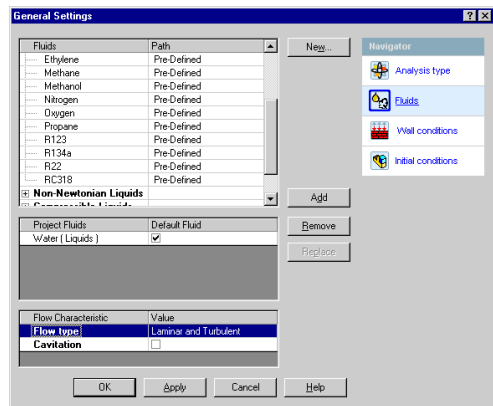 General Settings
Fluids Path
Ethylene Pre-Defined
Methane Pre-Defined
Methanol Pre-Defined
Nitrogen Pre-Defined
Oxygen Pre-Defined
Propane Pre-Defined
R123 Pre-Defined
R134a Pre-Defined
R22 Pre-Defined
RC318 Pre-Defined
Non-Newtonian Liquids
Compressible Liquids
New...
Add
Remove
Replace
Navigator
Analysis type
Fluids
Wall conditions
Initial conditions
Project Fluids Default Fluid
Water ( Liquids )
Flow Characteristic Value
Flow type Laminar and Turbulent
Cavitation
OK Apply Cancel Help